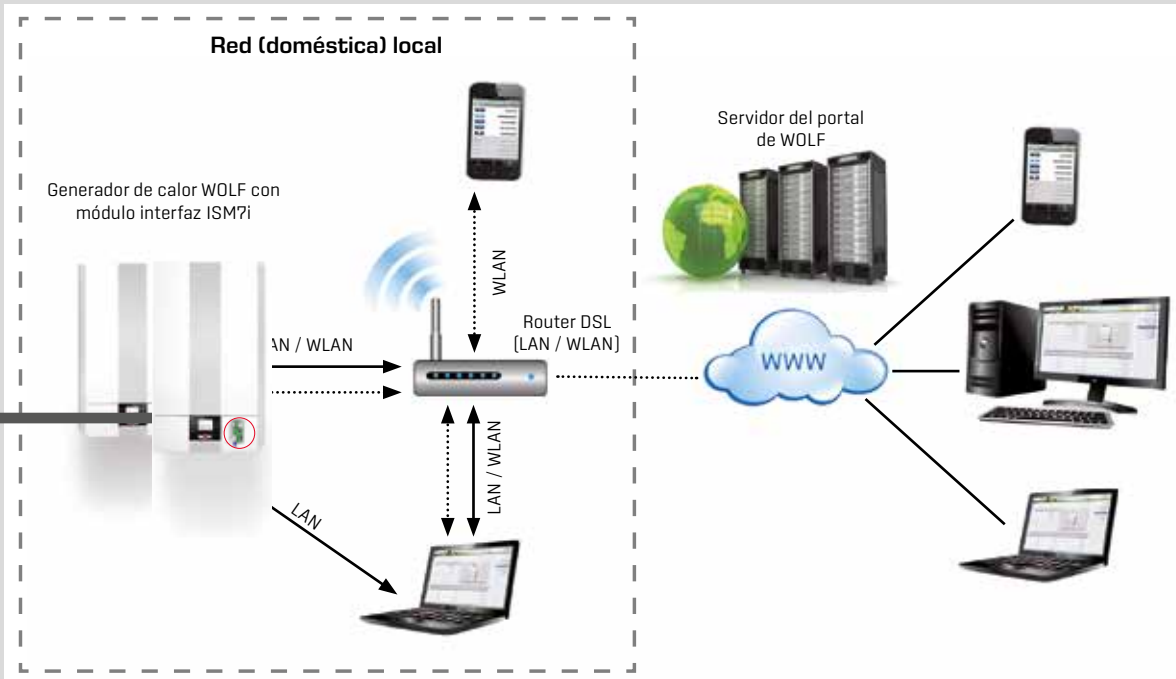 Red (doméstica) local
Servidor del portal
de WOLF
Generador de calor WOLF con
módulo interfaz ISM7i
WLAN
Router DSL
(LAN / WLAN)
AN / WLAN
WWW
LAN / WLAN
LAN